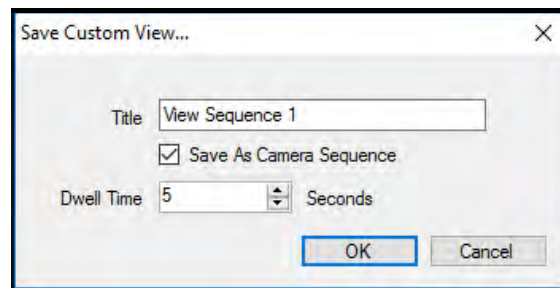 Save Custom View...
Title View Sequence 1
Save As Camera Sequence
Dwell Time 5 Seconds
OK Cancel